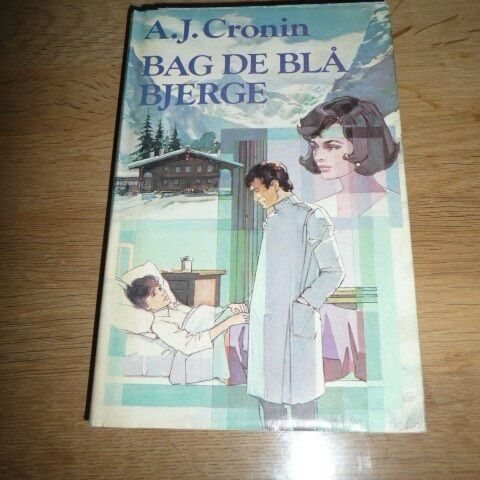 A.J. Cronin
BAG DE BLÅ
BJERGE